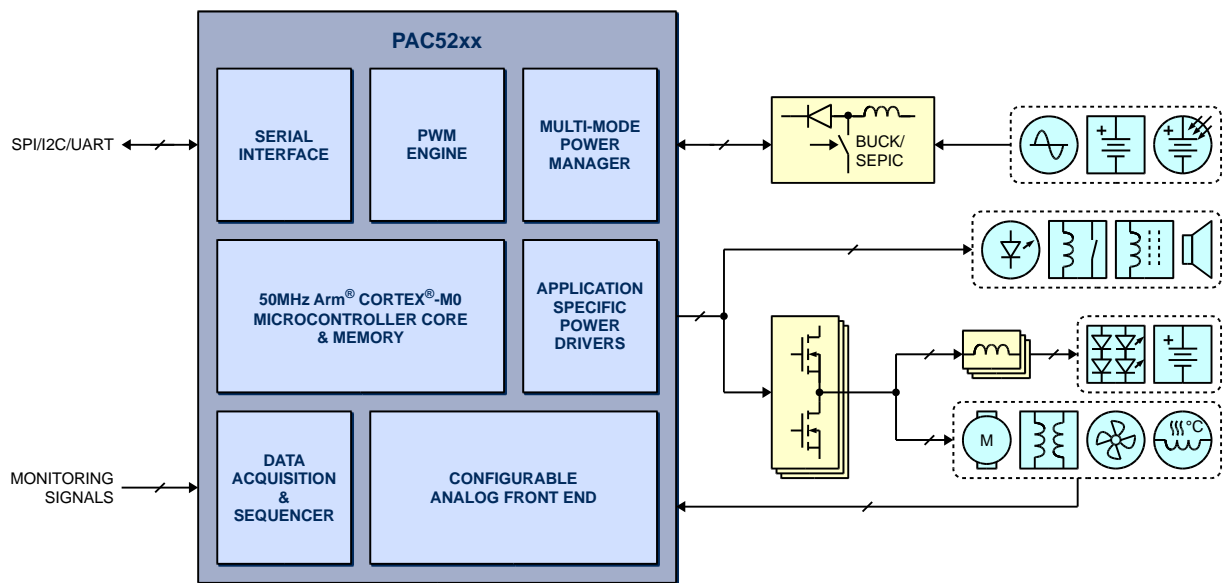 PAC52xx
SERIAL
INTERFACE
PWM
ENGINE
MULTI-MODE
POWER
MANAGER
SPI/I2C/UART
BUCK/
SEPIC
+
+
+
50MHz Arm® CORTEX®-M0
MICROCONTROLLER CORE
& MEMORY
APPLICATION
SPECIFIC
POWER
DRIVERS
+
M
°C
DATA
ACQUISITION
&
SEQUENCER
CONFIGURABLE
ANALOG FRONT END
MONITORING
SIGNALS